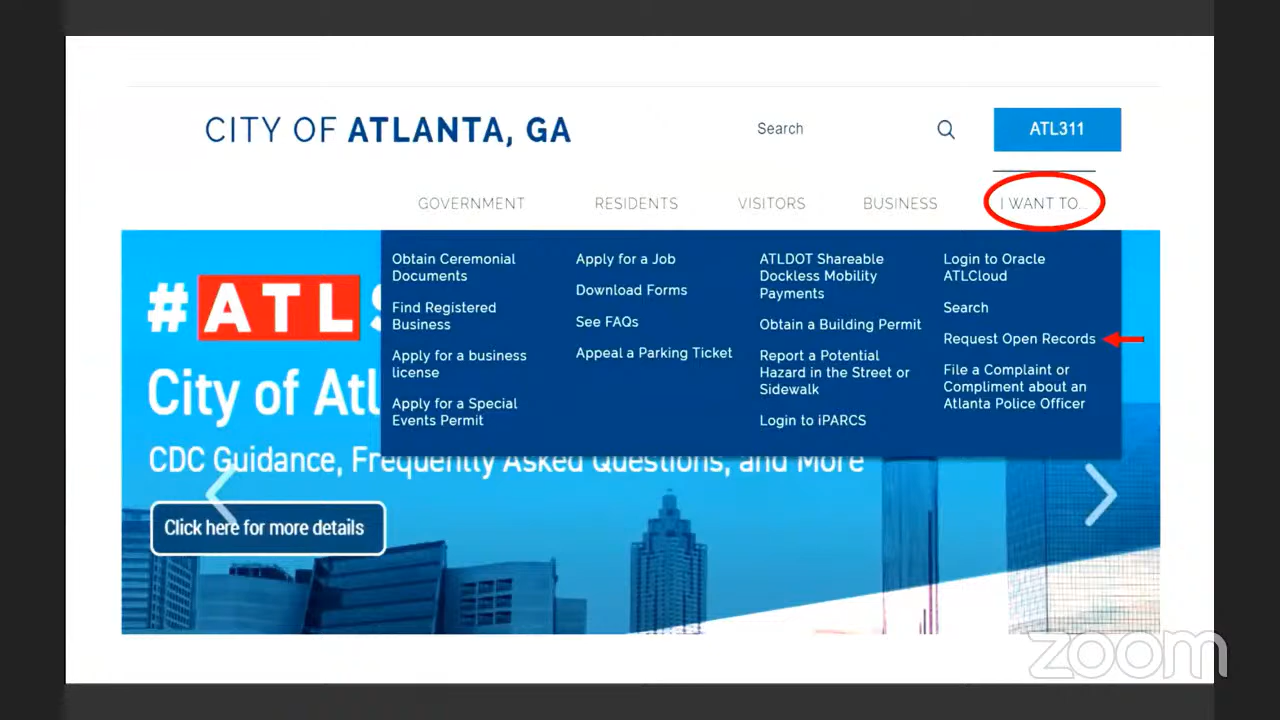 CITY OF ATLANTA, GA
Search
ATL311
GOVERNMENT
RESIDENTS
VISITORS
BUSINESS
I WANT TO...
Obtain Ceremonial
Documents
Find Registered
Business
Apply for a business
license
Apply for a Special
Events Permit
Apply for a Job
Download Forms
See FAQs
Appeal a Parking Ticket
ATLDOT Shareable
Dockless Mobility
Payments
Obtain a Building Permit
Report a Potential
Hazard in the Street or
Sidewalk
Login to iPARCS
Login to Oracle
ATLCloud
Search
Request Open Records
File a Complaint or
Compliment about an
Atlanta Police Officer
#ATL
City of Atl
CDC Guidance, Frequently Asked Questions, and More
Click here for more details
zoom